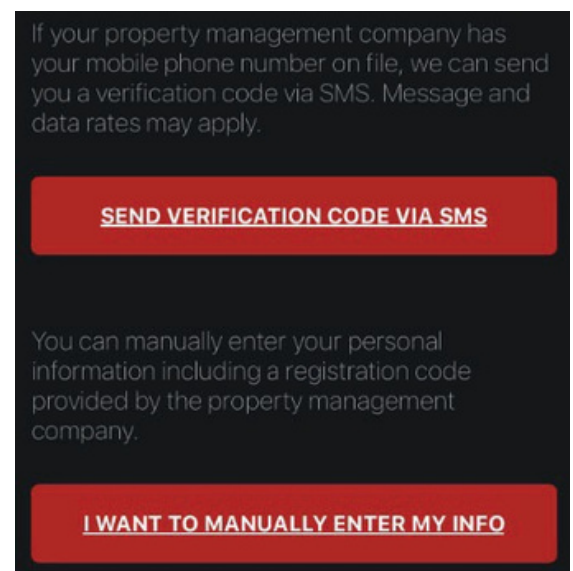 If your property management company has
your mobile phone number on file, we can send
you a verification code via SMS. Message and
data rates may apply.
SEND VERIFICATION CODE VIA SMS
You can manually enter your personal
information including a registration code
provided by the property management
company.
I WANT TO MANUALLY ENTER MY INFO